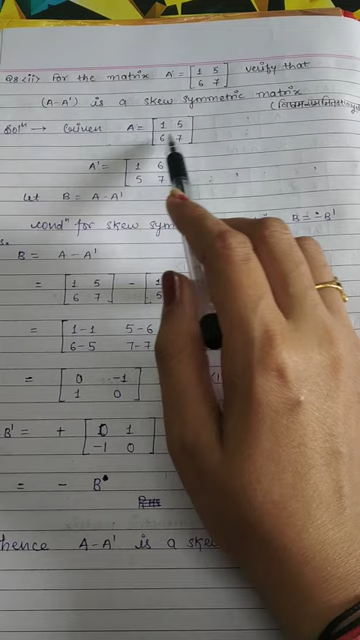 Q8(ii) For the matrix A = [1 5
6 7] verify that
(A-A') is a skew symmetric matrix
Solⁿ → Given A = [1 5
6 7]
A' = [1 6
5 7
let B = A - A'
condⁿ for skew B = - B'
B = A - A'
= [1 5
6 7] - [1
5
= [1-1 5-6
6-5 7-7
= [0 -1
1 0]
B' = + [0 1
-1 0]
= - B
hence A-A' is a skew